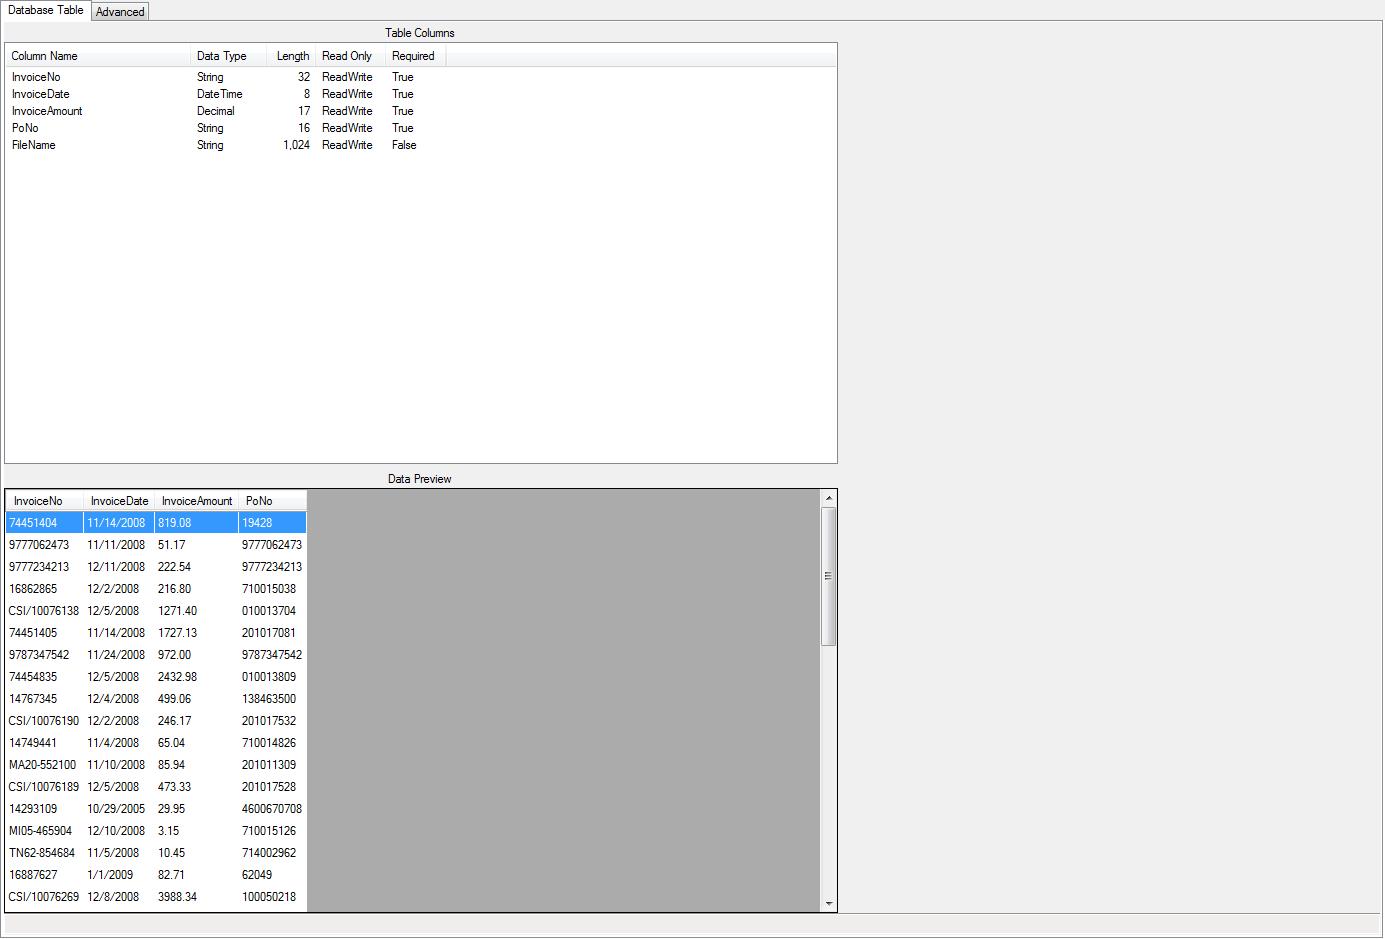 Database Table Advanced
Table Columns
Column Name Data Type Length Read Only Required
InvoiceNo String 32 ReadWrite True
InvoiceDate DateTime 8 ReadWrite True
InvoiceAmount Decimal 17 ReadWrite True
PoNo String 16 ReadWrite True
FileName String 1,024 ReadWrite False
Data Preview
InvoiceNo InvoiceDate InvoiceAmount PoNo
74451404 11/14/2008 819.08 19428
9777062473 11/11/2008 51.17 9777062473
9777234213 12/11/2008 222.54 9777234213
16862865 12/2/2008 216.80 710015038
CSI/10076138 12/5/2008 1271.40 010013704
74451405 11/14/2008 1727.13 201017081
9787347542 11/24/2008 972.00 9787347542
74454835 12/5/2008 2432.98 010013809
14767345 12/4/2008 499.06 138463500
CSI/10076190 12/2/2008 246.17 201017532
14749441 11/4/2008 65.04 710014826
MA20-552100 11/10/2008 85.94 201011309
CSI/10076189 12/5/2008 473.33 201017528
14293109 10/29/2005 29.95 4600670708
MI05-465904 12/10/2008 3.15 710015126
TN62-854684 11/5/2008 10.45 714002962
16887627 1/1/2009 82.71 62049
CSI/10076269 12/8/2008 3988.34 100050218